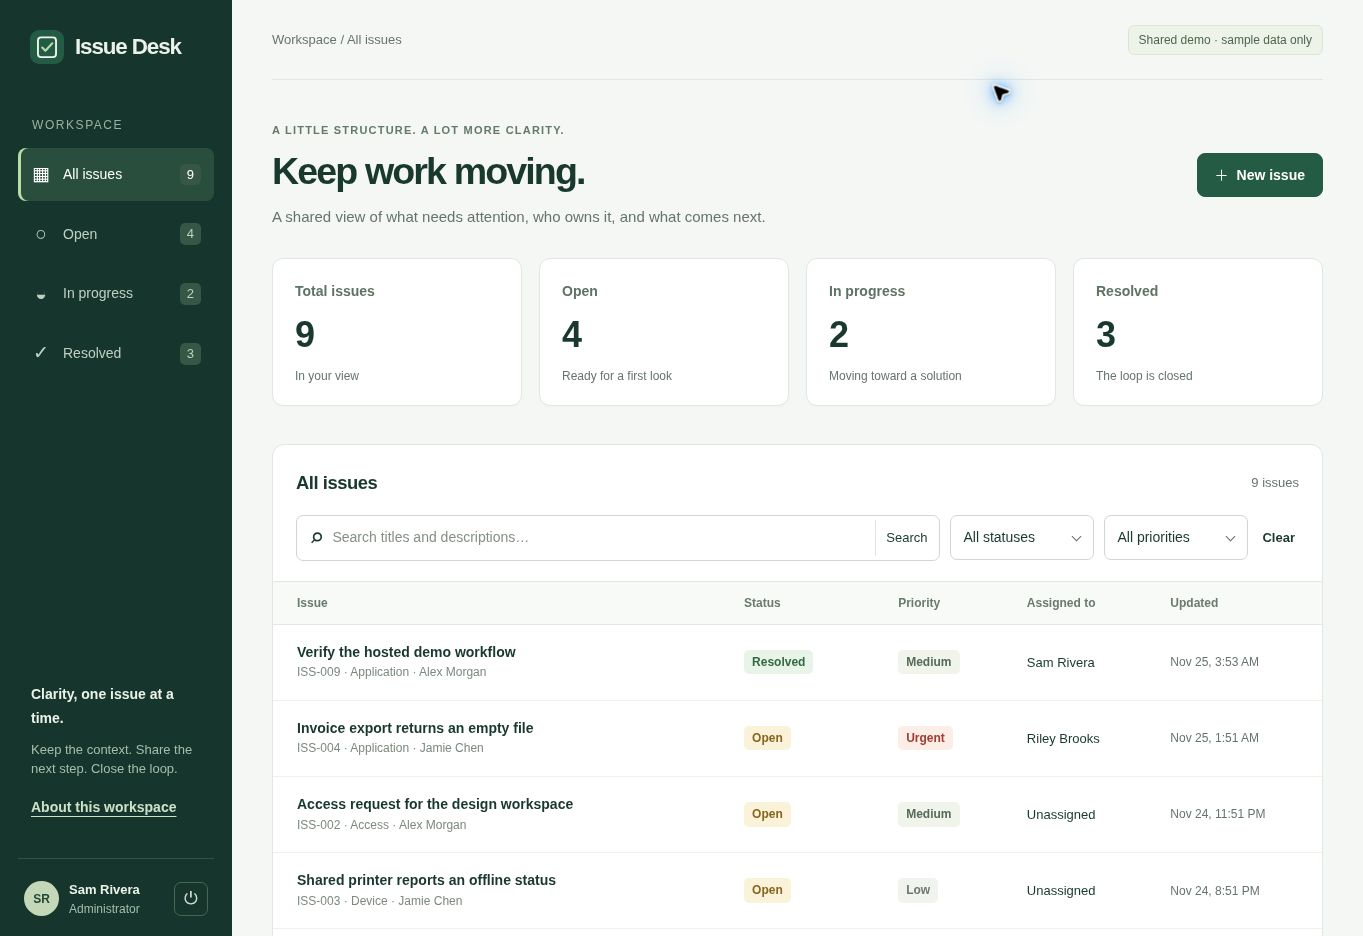 Issue Desk
WORKSPACE
All issues 9
Open 4
In progress 2
Resolved 3
Clarity, one issue at a
time.
Keep the context. Share the
next step. Close the loop.
About this workspace
SR
Sam Rivera
Administrator
Workspace / All issues
Shared demo · sample data only
A LITTLE STRUCTURE. A LOT MORE CLARITY.
Keep work moving.
New issue
A shared view of what needs attention, who owns it, and what comes next.
Total issues
9
In your view
Open
4
Ready for a first look
In progress
2
Moving toward a solution
Resolved
3
The loop is closed
All issues
9 issues
Search titles and descriptions… Search All statuses All priorities Clear
Issue Status Priority Assigned to Updated
Verify the hosted demo workflow
ISS-009 · Application · Alex Morgan
Resolved Medium Sam Rivera Nov 25, 3:53 AM
Invoice export returns an empty file
ISS-004 · Application · Jamie Chen
Open Urgent Riley Brooks Nov 25, 1:51 AM
Access request for the design workspace
ISS-002 · Access · Alex Morgan
Open Medium Unassigned Nov 24, 11:51 PM
Shared printer reports an offline status
ISS-003 · Device · Jamie Chen
Open Low Unassigned Nov 24, 8:51 PM